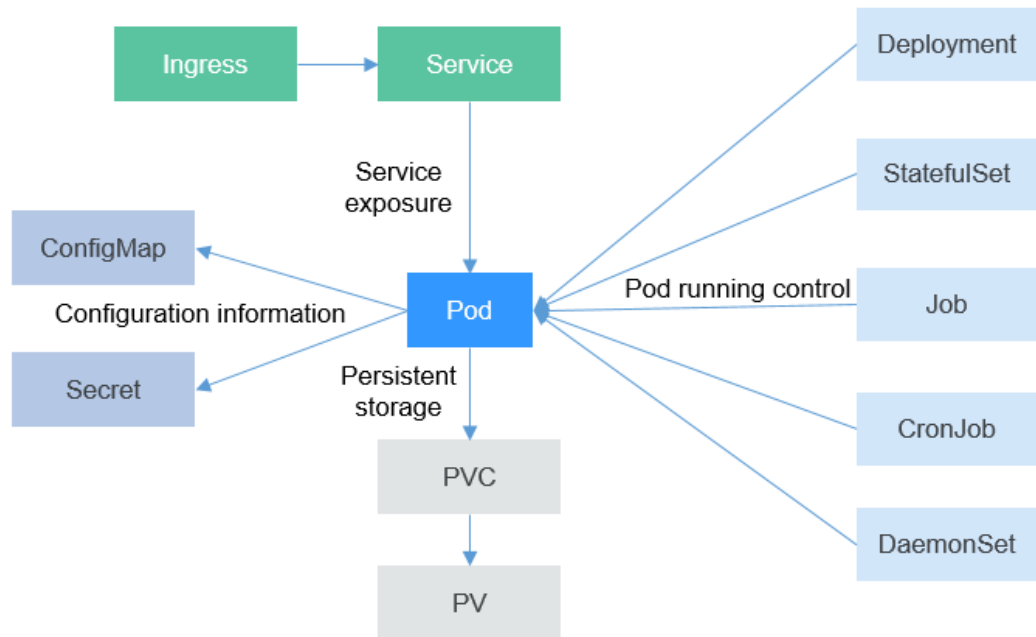 Ingress
Service
Deployment
StatefulSet
Service
exposure
ConfigMap
Configuration information
Pod
Pod running control
Job
Secret
Persistent
storage
CronJob
PVC
DaemonSet
PV